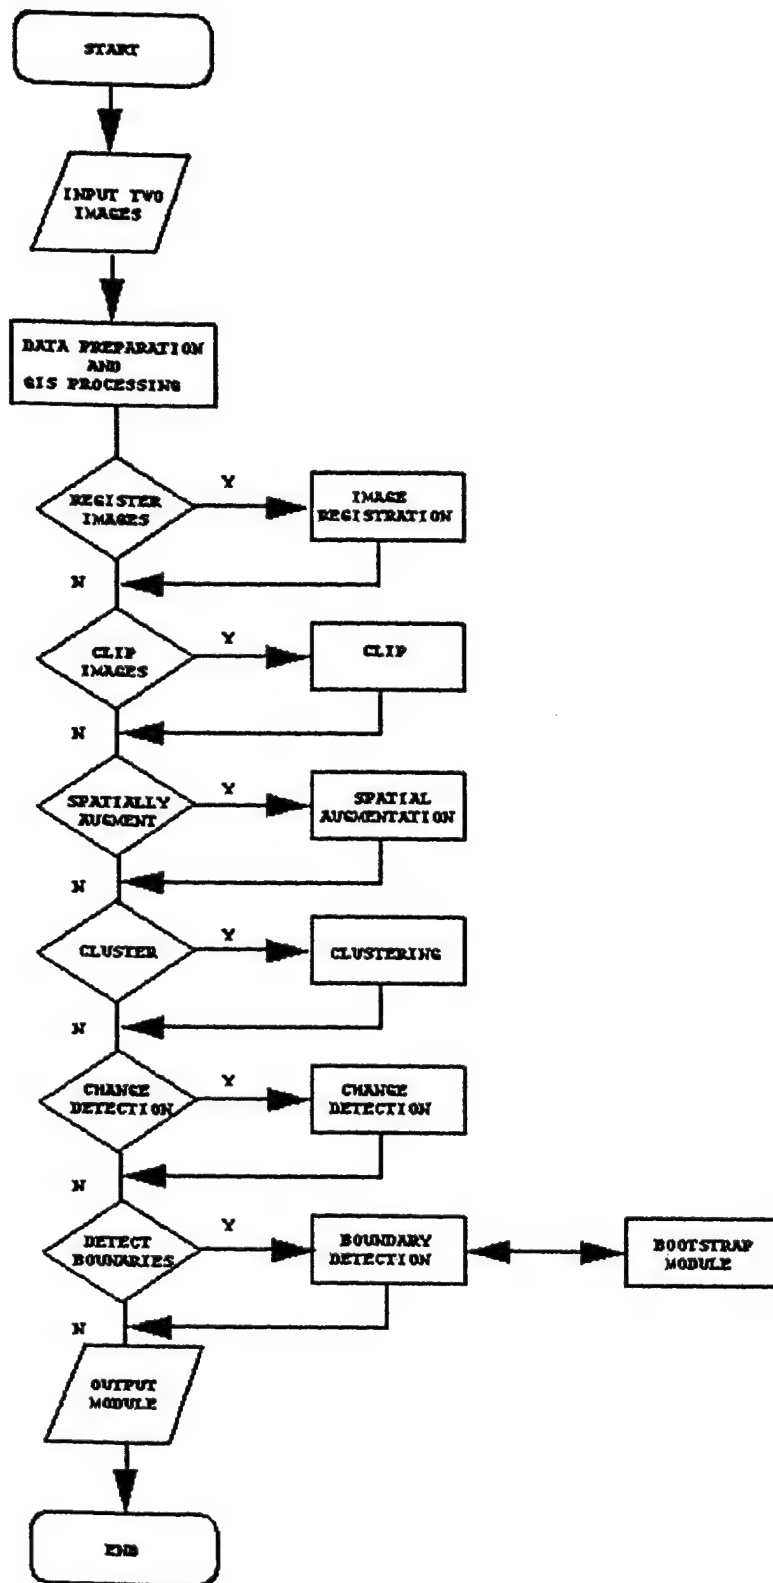 START
INPUT TWO
IMAGES
DATA PREPARATION
AND
GIS PROCESSING
REGISTER
IMAGES
Y
IMAGE
REGISTRATION
N
CLIP
IMAGES
Y
CLIP
N
SPATIALLY
AUGMENT
Y
SPATIAL
AUGMENTATION
N
CLUSTER
Y
CLUSTERING
N
CHANGE
DETECTION
Y
CHANGE
DETECTION
N
DETECT
BOUNARIES
Y
BOUNDARY
DETECTION
BOOTSTRAP
MODULE
N
OUTPUT
MODULE
END